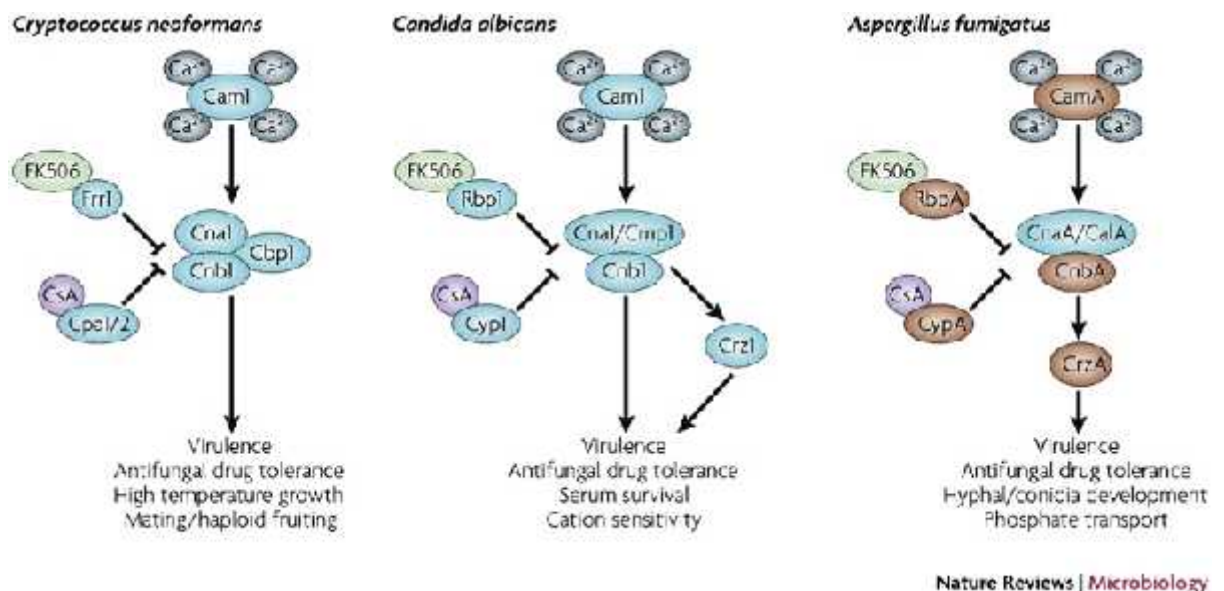 Cryptococcus neoformans
Ca²⁺ Ca²⁺
Cam1
Ca²⁺ Ca²⁺
FK506
Frr1
Cna1
Cbp1
Cnb1
CsA
Cpa1/2
Virulence
Antifungal drug tolerance
High temperature growth
Mating/haploid fruiting
Candida albicans
Ca²⁺ Ca²⁺
Cam1
Ca²⁺ Ca²⁺
FK506
Rbp1
Cna1/Cmp1
Cnb1
CsA
Cyp1
Crz1
Virulence
Antifungal drug tolerance
Serum survival
Cation sensitivity
Aspergillus fumigatus
Ca²⁺ Ca²⁺
CamA
Ca²⁺ Ca²⁺
FK506
RbpA
CnaA/CalA
CnbA
CsA
CypA
CrzA
Virulence
Antifungal drug tolerance
Hyphal/conidia development
Phosphate transport
Nature Reviews | Microbiology